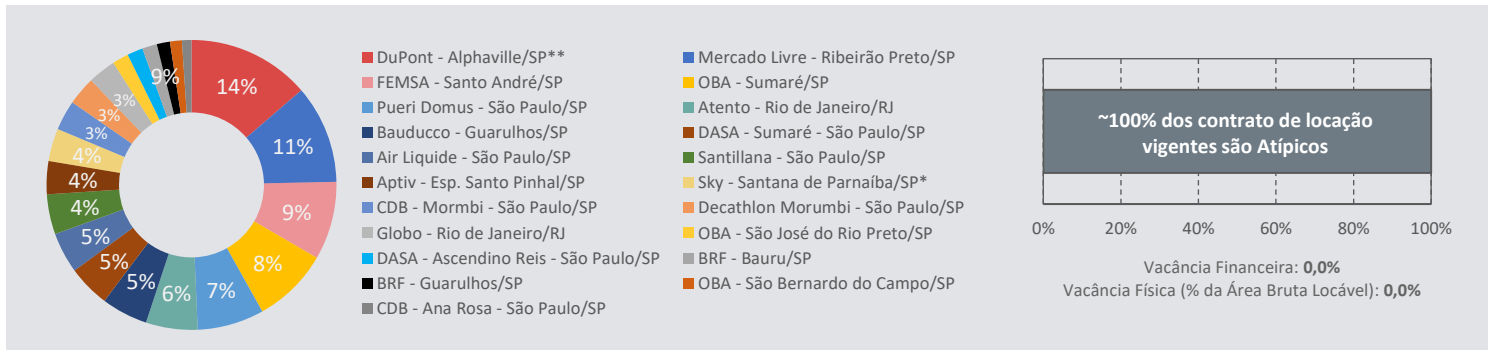 14%
11%
9%
8%
7%
6%
5%
5%
5%
4%
4%
4%
3%
3%
3%
9%
DuPont - Alphaville/SP**
Mercado Livre - Ribeirão Preto/SP
FEMSA - Santo André/SP
OBA - Sumaré/SP
Pueri Domus - São Paulo/SP
Atento - Rio de Janeiro/RJ
Bauducco - Guarulhos/SP
DASA - Sumaré - São Paulo/SP
Air Liquide - São Paulo/SP
Santillana - São Paulo/SP
Aptiv - Esp. Santo Pinhal/SP
Sky - Santana de Parnaíba/SP*
CDB - Mormbi - São Paulo/SP
Decathlon Morumbi - São Paulo/SP
Globo - Rio de Janeiro/RJ
OBA - São José do Rio Preto/SP
DASA - Ascendino Reis - São Paulo/SP
BRF - Bauru/SP
BRF - Guarulhos/SP
OBA - São Bernardo do Campo/SP
CDB - Ana Rosa - São Paulo/SP
~100% dos contrato de locação
vigentes são Atípicos
0% 20% 40% 60% 80% 100%
Vacância Financeira: 0,0%
Vacância Física (% da Área Bruta Locável): 0,0%